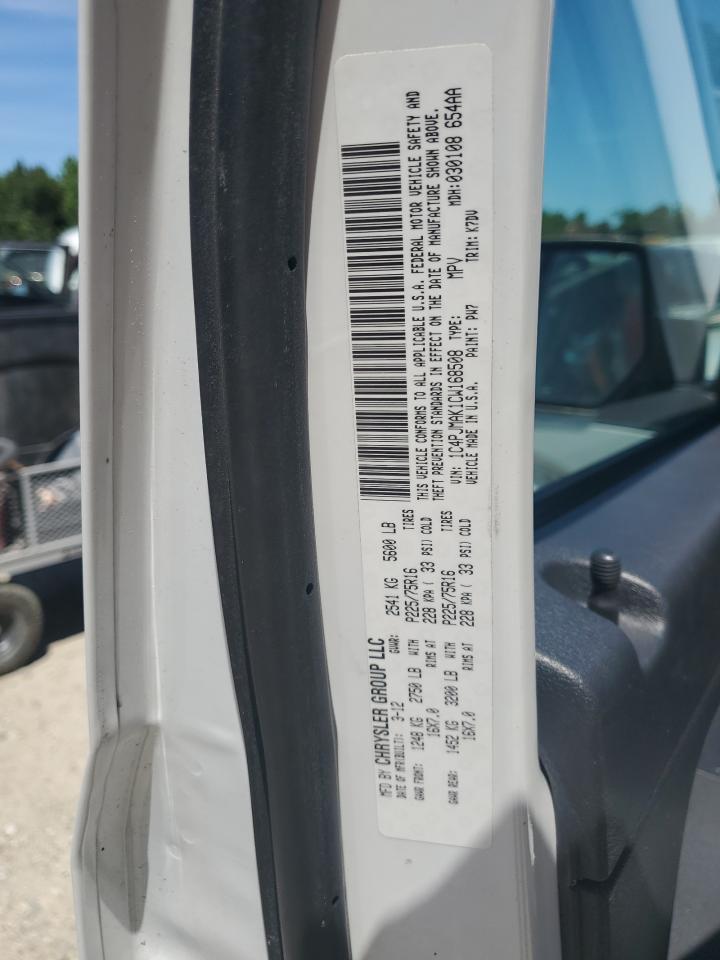 MFD BY CHRYSLER GROUP LLC
DATE OF MFR(BUILT): 3-12 GVWR: 2541 KG 5600 LB
GAWR FRONT: 1248 KG 2750 LB WITH P225/75R16 TIRES
16X7.0 RIMS AT 228 KPA ( 33 PSI) COLD
GAWR REAR: 1452 KG 3200 LB WITH P225/75R16 TIRES
16X7.0 RIMS AT 228 KPA ( 33 PSI) COLD
THIS VEHICLE CONFORMS TO ALL APPLICABLE U.S.A. FEDERAL MOTOR VEHICLE SAFETY AND
THEFT PREVENTION STANDARDS IN EFFECT ON THE DATE OF MANUFACTURE SHOWN ABOVE.
VIN: 1C4PJMAK1CW168508 TYPE: MPV MDH:030108 654AA
VEHICLE MADE IN U.S.A. PAINT: PW7 TRIM: K7DV